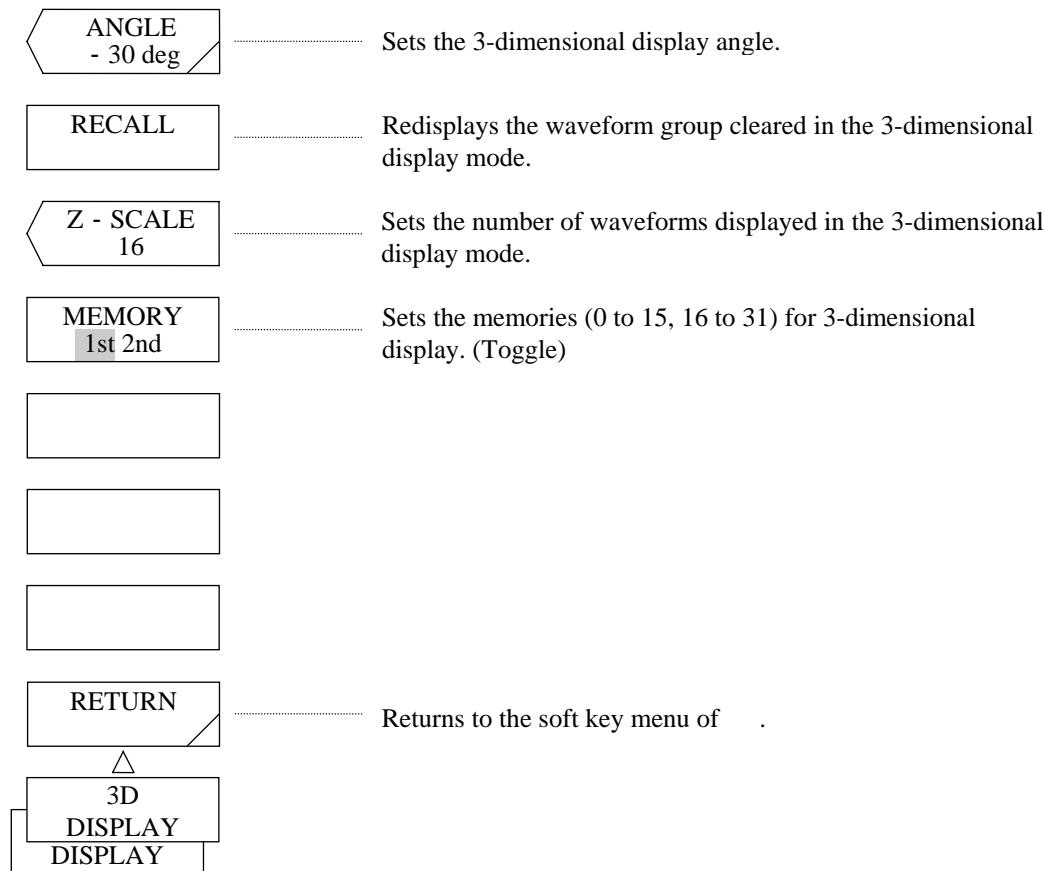 ANGLE
- 30 deg
Sets the 3-dimensional display angle.
RECALL
Redisplays the waveform group cleared in the 3-dimensional
display mode.
Z - SCALE
16
Sets the number of waveforms displayed in the 3-dimensional
display mode.
MEMORY
1st 2nd
Sets the memories (0 to 15, 16 to 31) for 3-dimensional
display. (Toggle)
RETURN
Returns to the soft key menu of .
3D
DISPLAY
DISPLAY